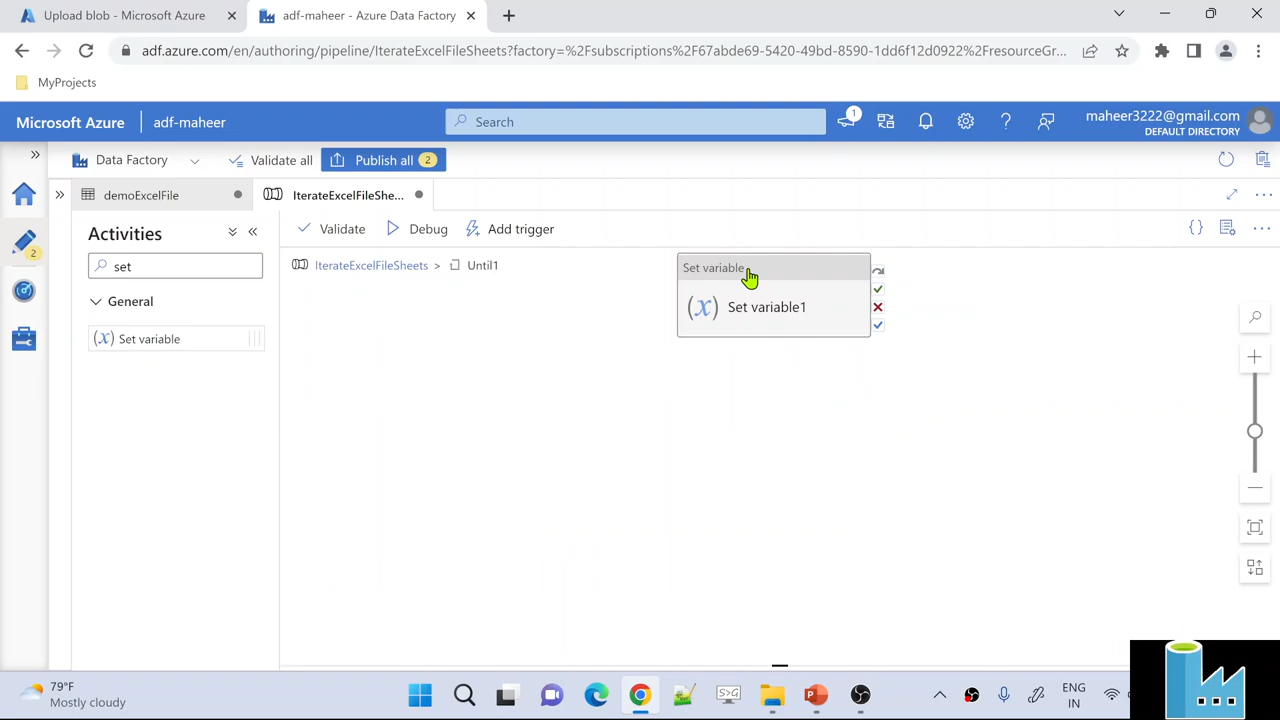 Upload blob - Microsoft Azure
adf-maheer - Azure Data Factory
adf.azure.com/en/authoring/pipeline/IterateExcelFileSheets?factory=%2Fsubscriptions%2F67abde69-5420-49bd-8590-1dd6f12d0922%2FresourceGr...
MyProjects
Microsoft Azure
adf-maheer
Search
1
maheer3222@gmail.com
DEFAULT DIRECTORY
Data Factory
Validate all
Publish all
2
demoExcelFile
IterateExcelFileShe...
2
Activities
set
General
(x) Set variable
Validate
Debug
Add trigger
IterateExcelFileSheets > Until1
Set variable
(x) Set variable1
79°F
Mostly cloudy
ENG
IN